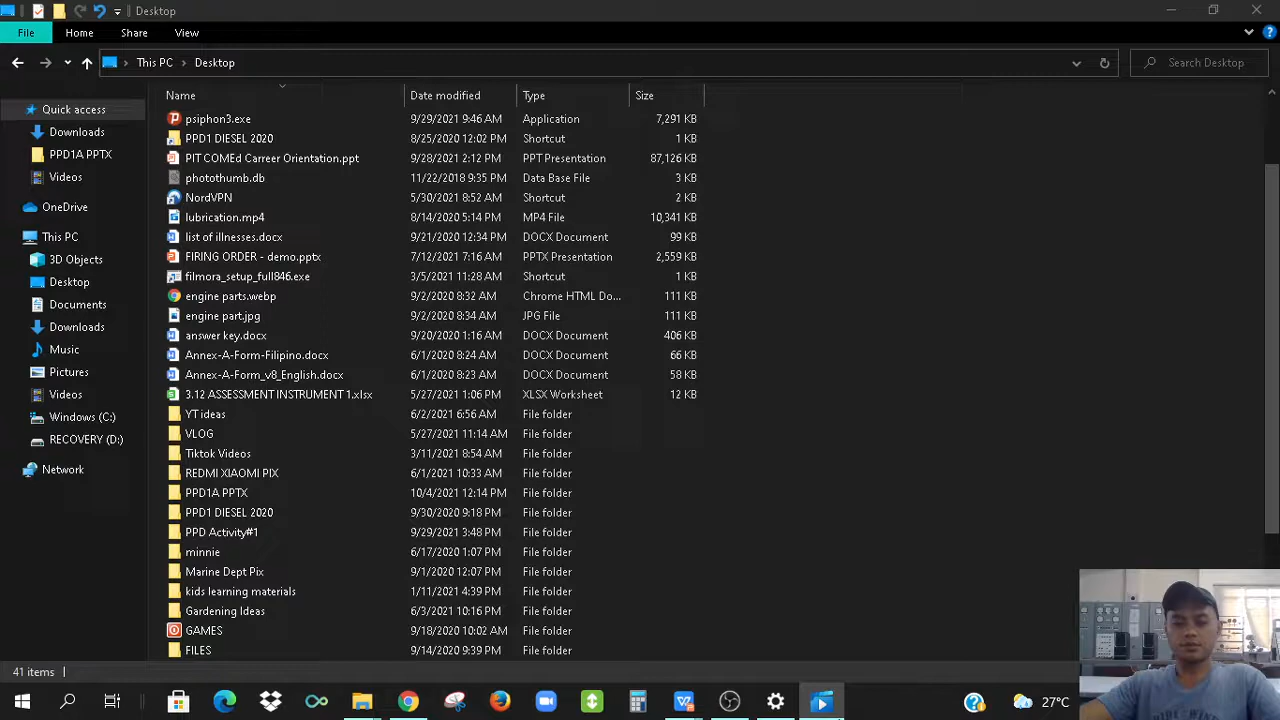 Desktop
File Home Share View
This PC Desktop Search Desktop
Name Date modified Type Size
Quick access
Downloads
PPD1A PPTX
Videos
OneDrive
This PC
3D Objects
Desktop
Documents
Downloads
Music
Pictures
Videos
Windows (C:)
RECOVERY (D:)
Network
psiphon3.exe 9/29/2021 9:46 AM Application 7,291 KB
PPD1 DIESEL 2020 8/25/2020 12:02 PM Shortcut 1 KB
PIT COMEd Carreer Orientation.ppt 9/28/2021 2:12 PM PPT Presentation 87,126 KB
photothumb.db 11/22/2018 9:35 PM Data Base File 3 KB
NordVPN 5/30/2021 8:52 AM Shortcut 2 KB
lubrication.mp4 8/14/2020 5:14 PM MP4 File 10,341 KB
list of illnesses.docx 9/21/2020 12:34 PM DOCX Document 99 KB
FIRING ORDER - demo.pptx 7/12/2021 7:16 AM PPTX Presentation 2,559 KB
filmora_setup_full846.exe 3/5/2021 11:28 AM Shortcut 1 KB
engine parts.webp 9/2/2020 8:32 AM Chrome HTML Do... 111 KB
engine part.jpg 9/2/2020 8:34 AM JPG File 111 KB
answer key.docx 9/20/2020 1:16 AM DOCX Document 406 KB
Annex-A-Form-Filipino.docx 6/1/2020 8:24 AM DOCX Document 66 KB
Annex-A-Form_v8_English.docx 6/1/2020 8:23 AM DOCX Document 58 KB
3.12 ASSESSMENT INSTRUMENT 1.xlsx 5/27/2021 1:06 PM XLSX Worksheet 12 KB
YT ideas 6/2/2021 6:56 AM File folder
VLOG 5/27/2021 11:14 AM File folder
Tiktok Videos 3/11/2021 8:54 AM File folder
REDMI XIAOMI PIX 6/1/2021 10:33 AM File folder
PPD1A PPTX 10/4/2021 12:14 PM File folder
PPD1 DIESEL 2020 9/30/2020 9:18 PM File folder
PPD Activity#1 9/29/2021 3:48 PM File folder
minnie 6/17/2020 1:07 PM File folder
Marine Dept Pix 9/1/2020 12:07 PM File folder
kids learning materials 1/11/2021 4:39 PM File folder
Gardening Ideas 6/3/2021 10:16 PM File folder
GAMES 9/18/2020 10:02 AM File folder
FILES 9/14/2020 9:39 PM File folder
41 items
27°C